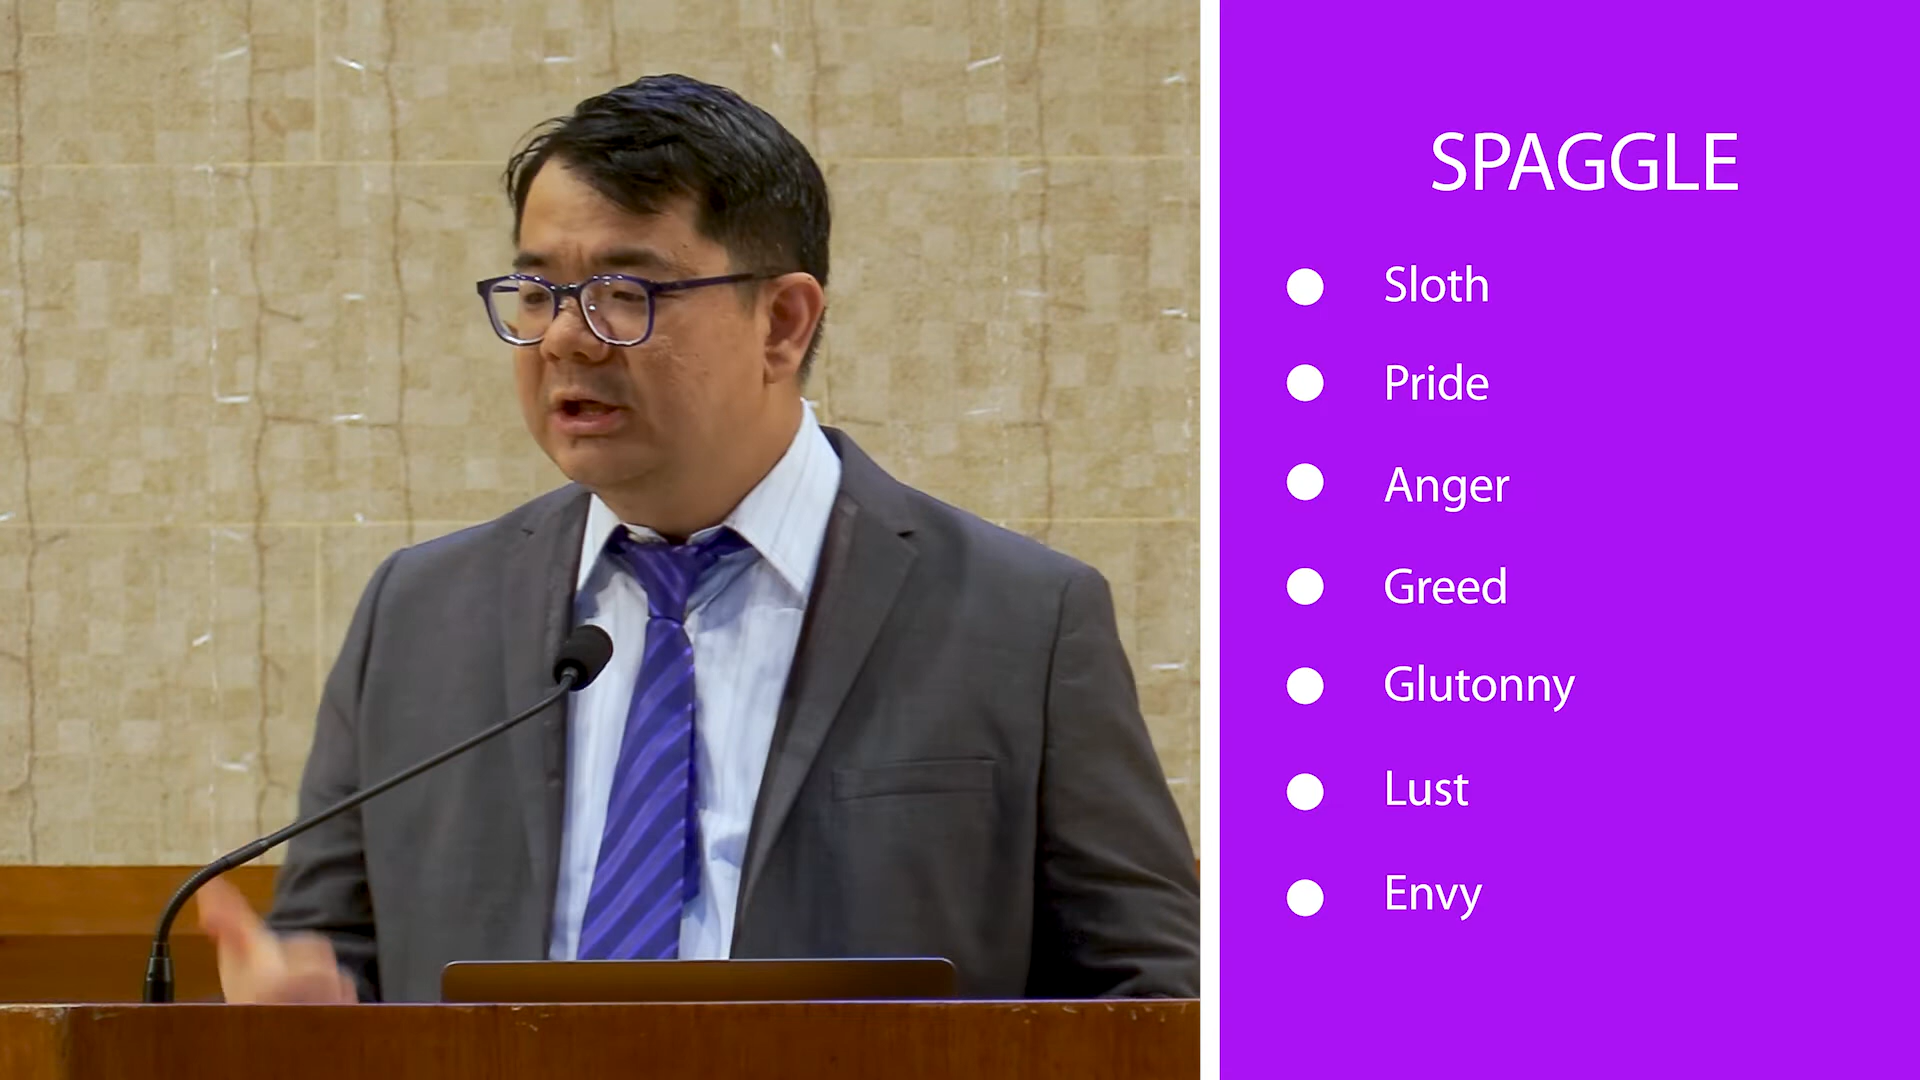 SPAGGLE
Sloth
Pride
Anger
Greed
Glutonny
Lust
Envy